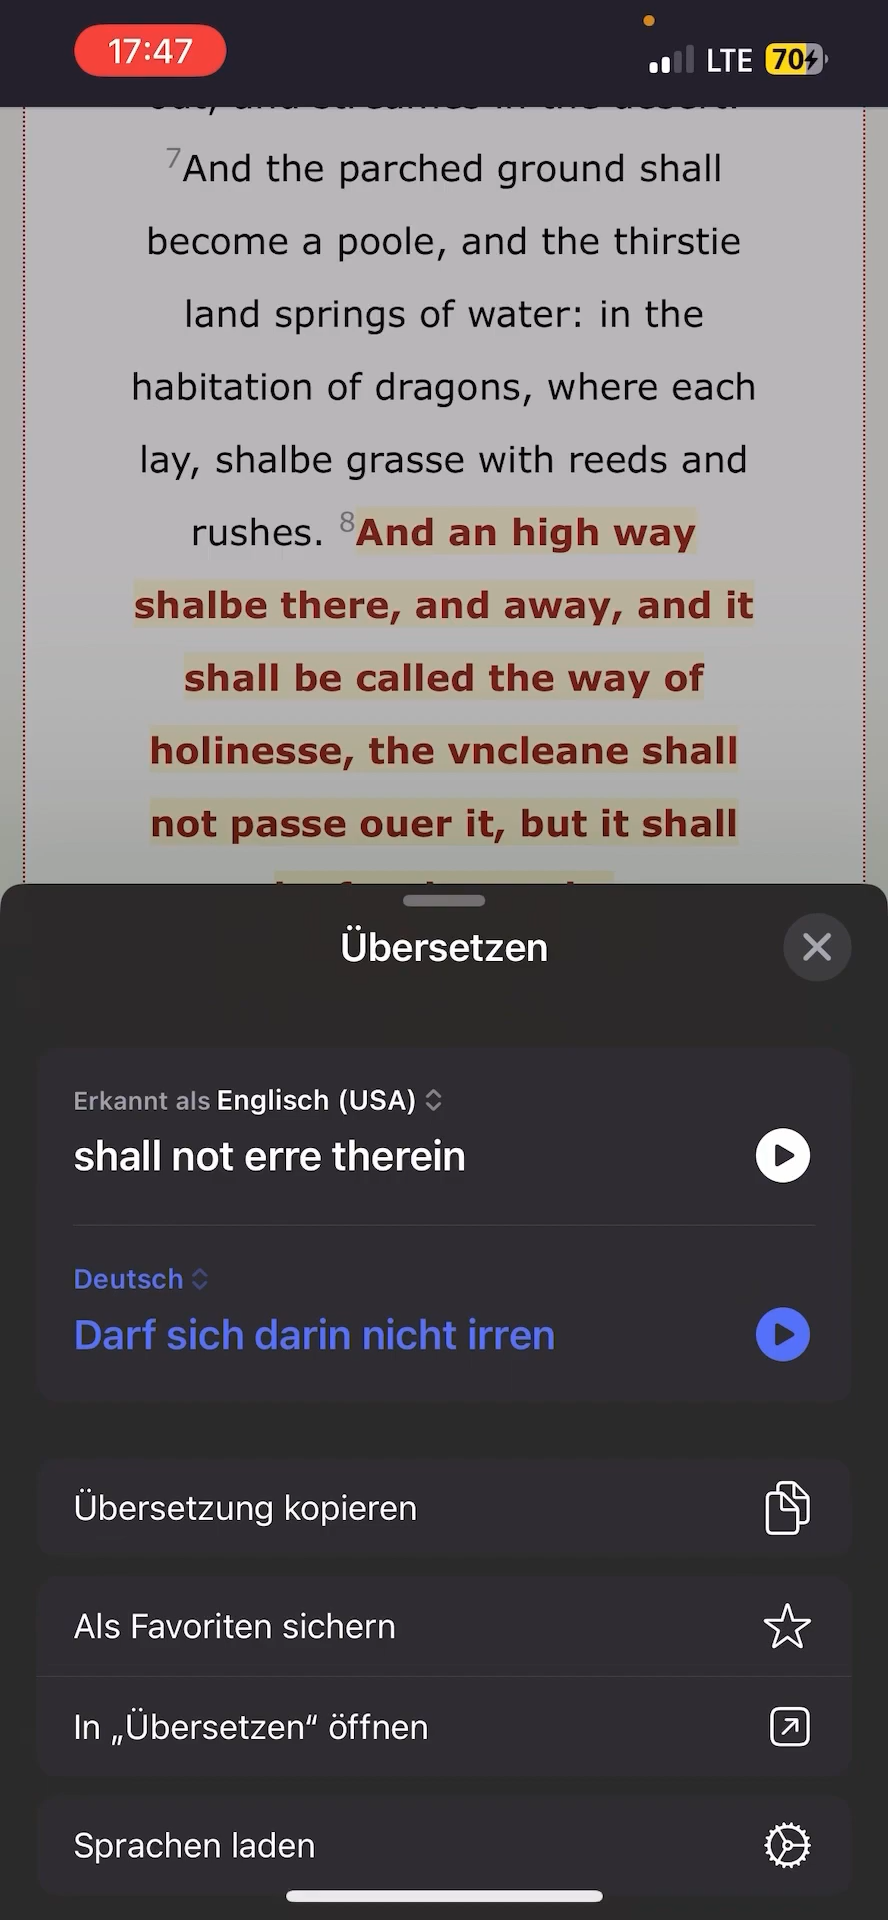 17:47
LTE 70
7And the parched ground shall
become a poole, and the thirstie
land springs of water: in the
habitation of dragons, where each
lay, shalbe grasse with reeds and
rushes. 8And an high way
shalbe there, and away, and it
shall be called the way of
holinesse, the vncleane shall
not passe ouer it, but it shall
Übersetzen
Erkannt als Englisch (USA)
shall not erre therein
Deutsch
Darf sich darin nicht irren
Übersetzung kopieren
Als Favoriten sichern
In „Übersetzen“ öffnen
Sprachen laden